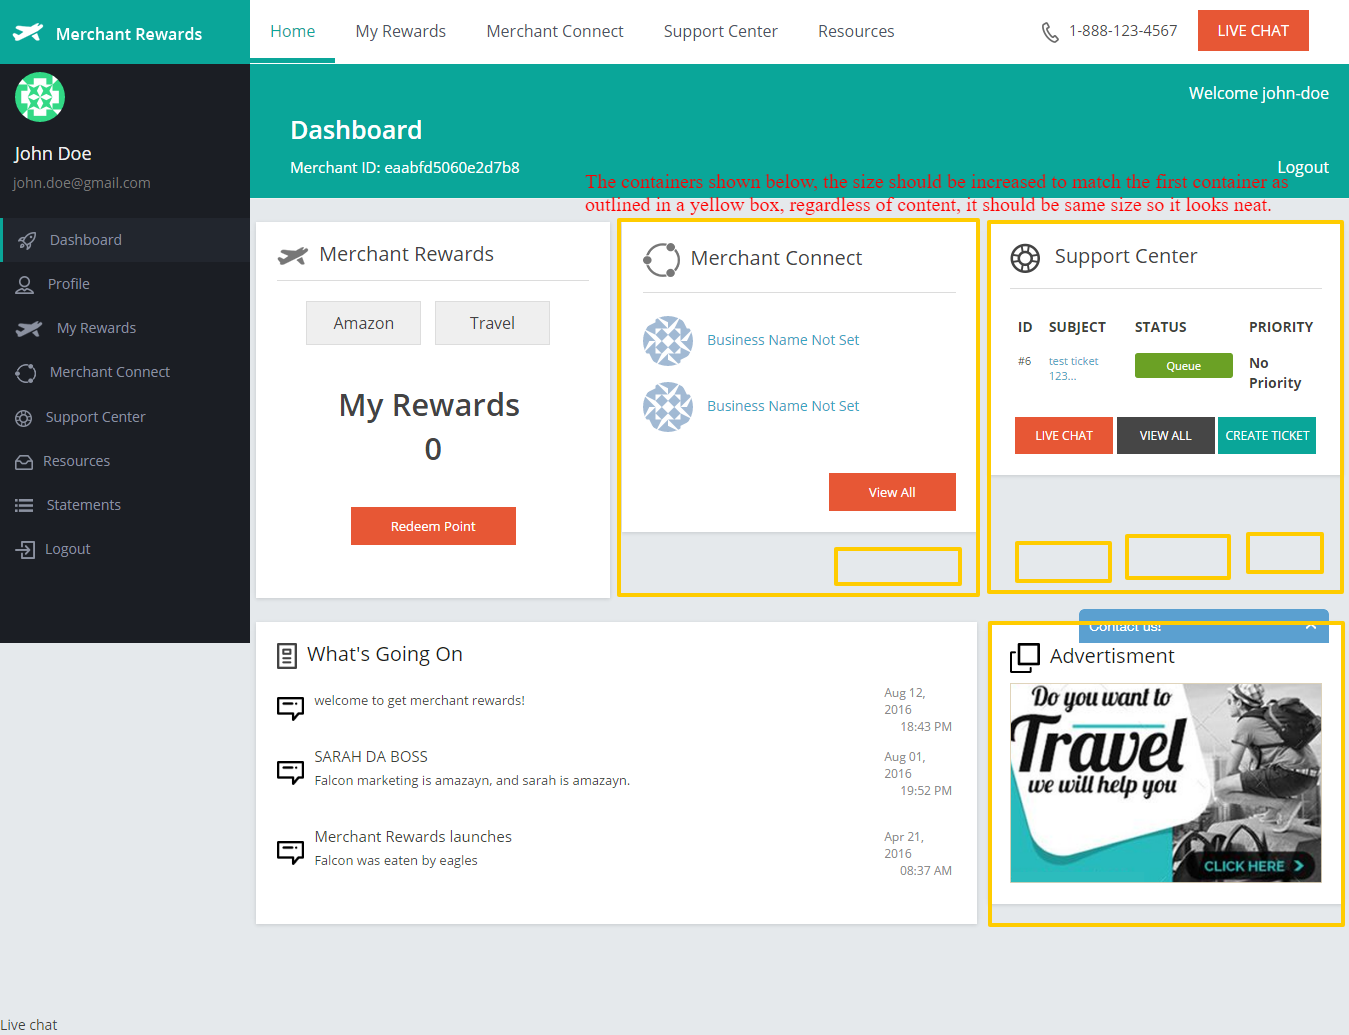 Merchant Rewards
Home
My Rewards
Merchant Connect
Support Center
Resources
1-888-123-4567
LIVE CHAT
John Doe
john.doe@gmail.com
Dashboard
Profile
My Rewards
Merchant Connect
Support Center
Resources
Statements
Logout
Welcome john-doe
Dashboard
Merchant ID: eaabfd5060e2d7b8
Logout
The containers shown below, the size should be increased to match the first container as
outlined in a yellow box, regardless of content, it should be same size so it looks neat.
Merchant Rewards
Amazon
Travel
My Rewards
0
Redeem Point
Merchant Connect
Business Name Not Set
Business Name Not Set
View All
Support Center
ID SUBJECT STATUS PRIORITY
#6 test ticket Queue No
123... Priority
LIVE CHAT VIEW ALL CREATE TICKET
What's Going On
welcome to get merchant rewards!
Aug 12,
2016
18:43 PM
SARAH DA BOSS
Falcon marketing is amazayn, and sarah is amazayn.
Aug 01,
2016
19:52 PM
Merchant Rewards launches
Falcon was eaten by eagles
Apr 21,
2016
08:37 AM
Contact us!
Advertisment
Do you want to
Travel
we will help you
CLICK HERE
Live chat